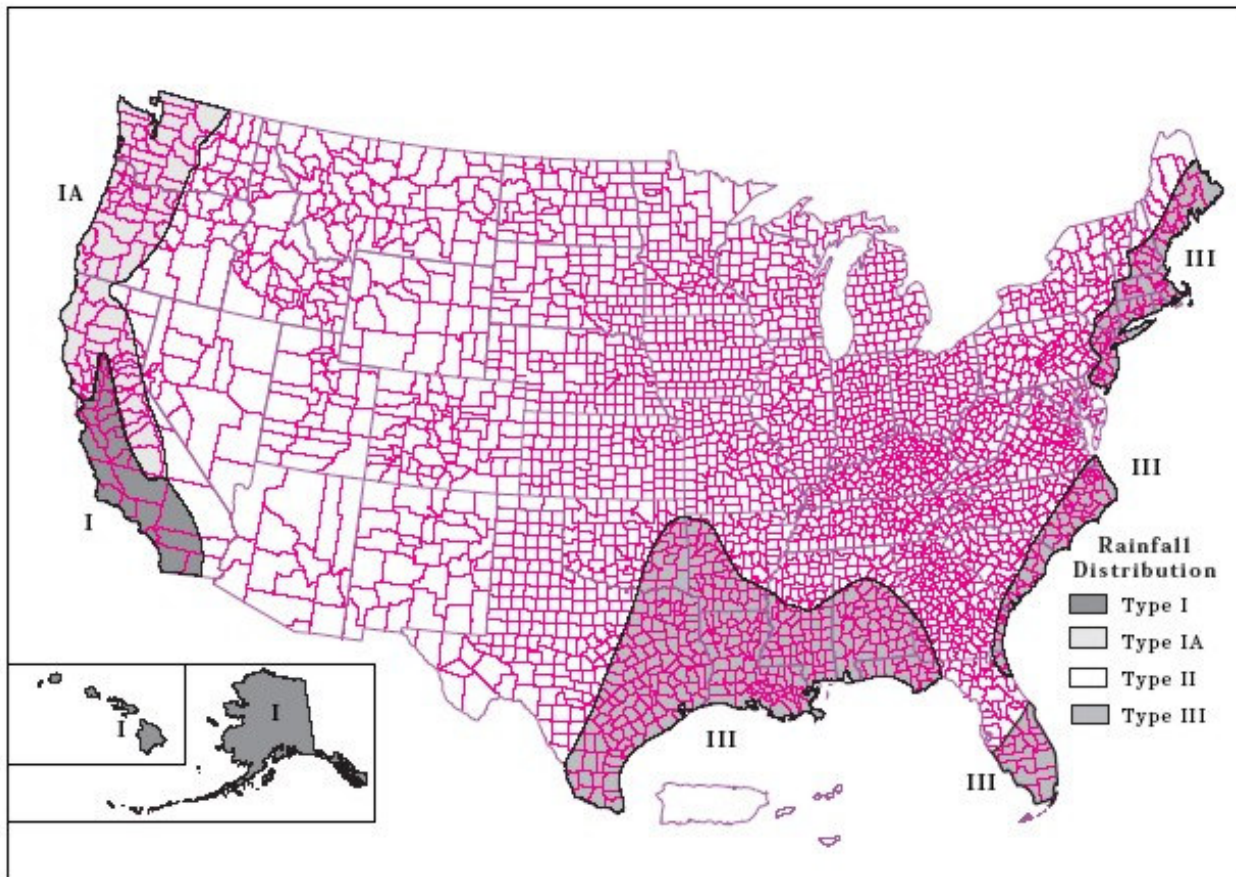 IA
III
III
I
Rainfall
Distribution
Type I
Type IA
Type II
Type III
I
I
III
III